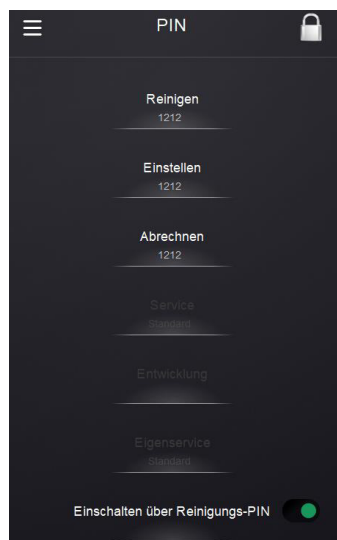 PIN
Reinigen
1212
Einstellen
1212
Abrechnen
1212
Service
Standard
Entwicklung
Eigenservice
Standard
Einschalten über Reinigungs-PIN